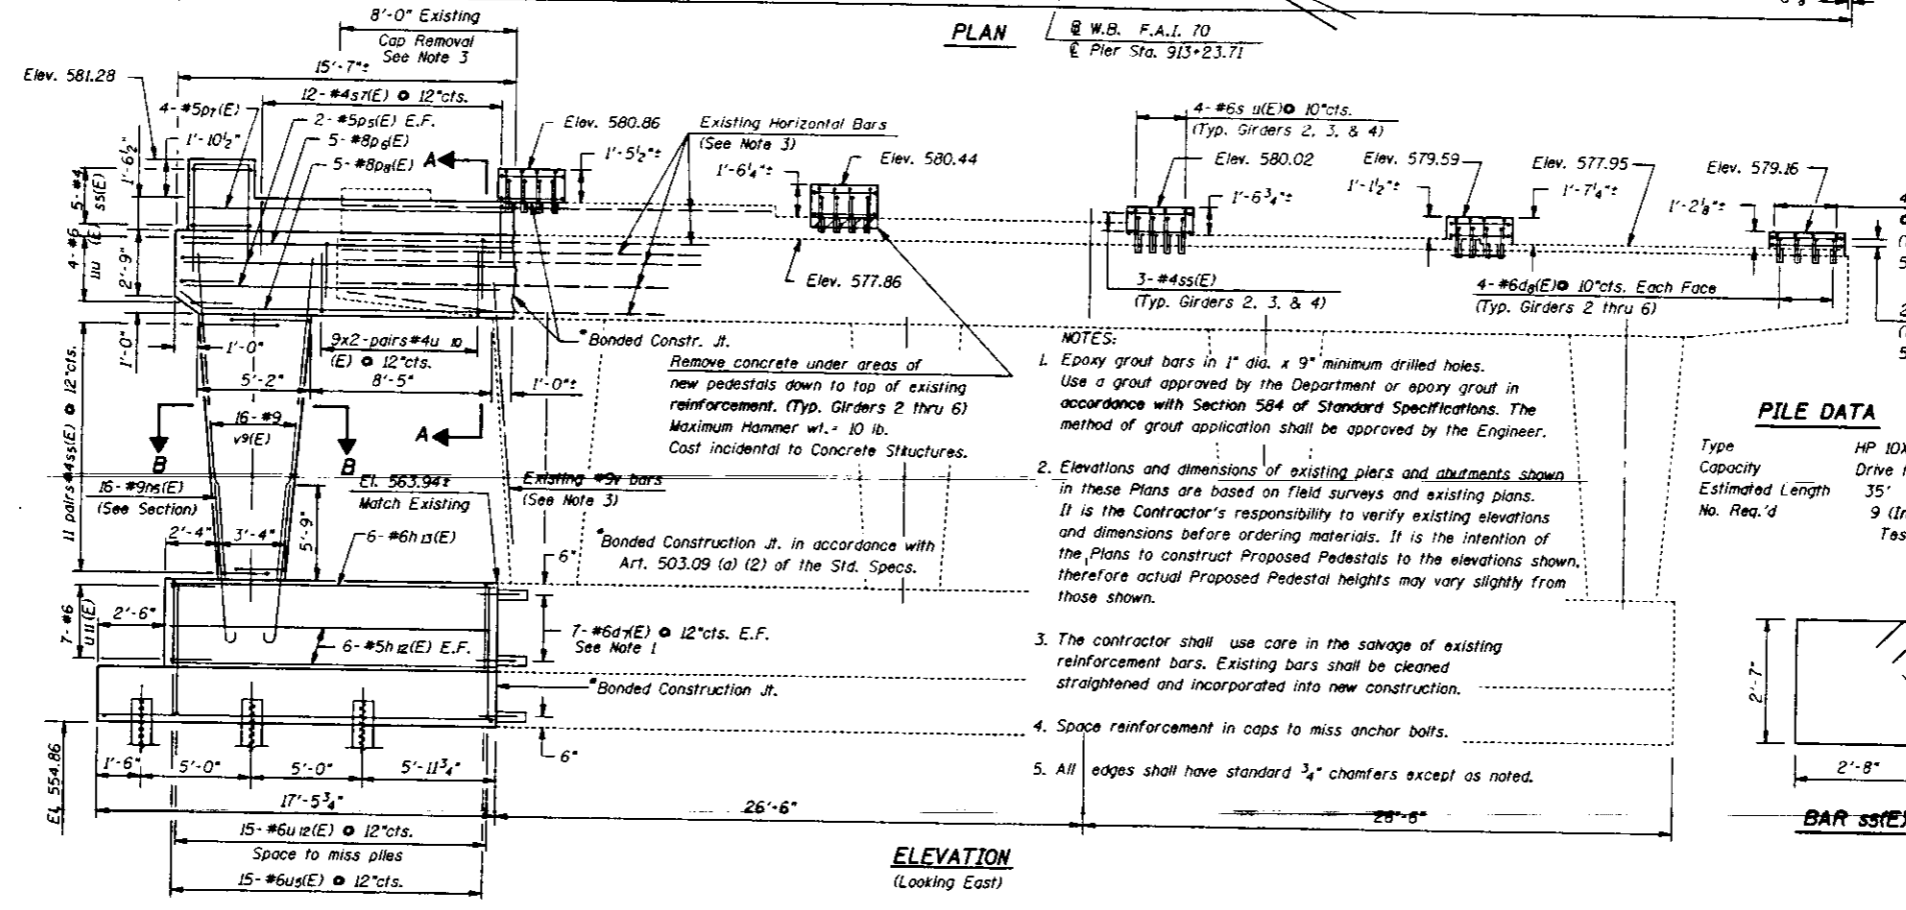 8'-0" Existing
Cap Removal
See Note 3
PLAN
W.B. F.A.I. 70
Pier Sta. 913+23.71
Elev. 581.28
15'-7"±
12-#4s7(E) @ 12"cts.
4-#5p7(E)
2-#5p5(E) E.F.
5-#8p6(E)
5-#8p8(E)
1'-10½"
1'-6½"
5-#4
ss(E)
4-#6
2'-9"
1'-0"
A
Elev. 580.86
1'-5½"±
Existing Horizontal Bars
(See Note 3)
1'-6¼"±
Elev. 580.44
Elev. 577.86
4-#6s u(E)@ 10"cts.
(Typ. Girders 2, 3, & 4)
Elev. 580.02
1'-6¾"±
Elev. 579.59
1'-1½"±
Elev. 577.95
1'-7¼"±
Elev. 579.16
1'-2⅛"±
3-#4ss(E)
(Typ. Girders 2, 3, & 4)
4-#6d8(E)@ 10"cts. Each Face
(Typ. Girders 2 thru 6)
1'-0"
9x2-pairs#4u 10
(E) @ 12"cts.
5'-2"
8'-5"
1'-0"±
*Bonded Constr. Jt.
Remove concrete under areas of
new pedestals down to top of existing
reinforcement. (Typ. Girders 2 thru 6)
Maximum Hammer wt.= 10 lb.
Cost incidental to Concrete Structures.
11 pairs#4ss(E) @ 12"cts.
16-#9
v9(E)
A
B
B
16-#9n5(E)
(See Section)
El. 563.94±
Match Existing
Existing #9v bars
(See Note 3)
2'-4"
3'-4"
5'-9"
6-#6h 13(E)
6"
*Bonded Construction Jt. in accordance with
Art. 503.09 (a) (2) of the Std. Specs.
7-#6
u 11(E)
2'-6"
6-#5h 12(E) E.F.
7-#6d7(E) @ 12"cts. E.F.
See Note 1
*Bonded Construction Jt.
6"
El. 554.86
1'-6"
5'-0"
5'-0"
5'-11¾"
17'-5¾"
26'-6"
26'-6"
15-#6u 12(E) @ 12"cts.
Space to miss piles
15-#6u5(E) @ 12"cts.
ELEVATION
(Looking East)
NOTES:
1. Epoxy grout bars in 1" dia. x 9" minimum drilled holes.
Use a grout approved by the Department or epoxy grout in
accordance with Section 584 of Standard Specifications. The
method of grout application shall be approved by the Engineer.
2. Elevations and dimensions of existing piers and abutments shown
in these Plans are based on field surveys and existing plans.
It is the Contractor's responsibility to verify existing elevations
and dimensions before ordering materials. It is the intention of
the Plans to construct Proposed Pedestals to the elevations shown,
therefore actual Proposed Pedestal heights may vary slightly from
those shown.
3. The contractor shall use care in the salvage of existing
reinforcement bars. Existing bars shall be cleaned
straightened and incorporated into new construction.
4. Space reinforcement in caps to miss anchor bolts.
5. All edges shall have standard ¾" chamfers except as noted.
PILE DATA
Type HP 10X
Capacity Drive
Estimated Length 35'
No. Req.'d 9
2'-7"
2'-8"
BAR ss(E)